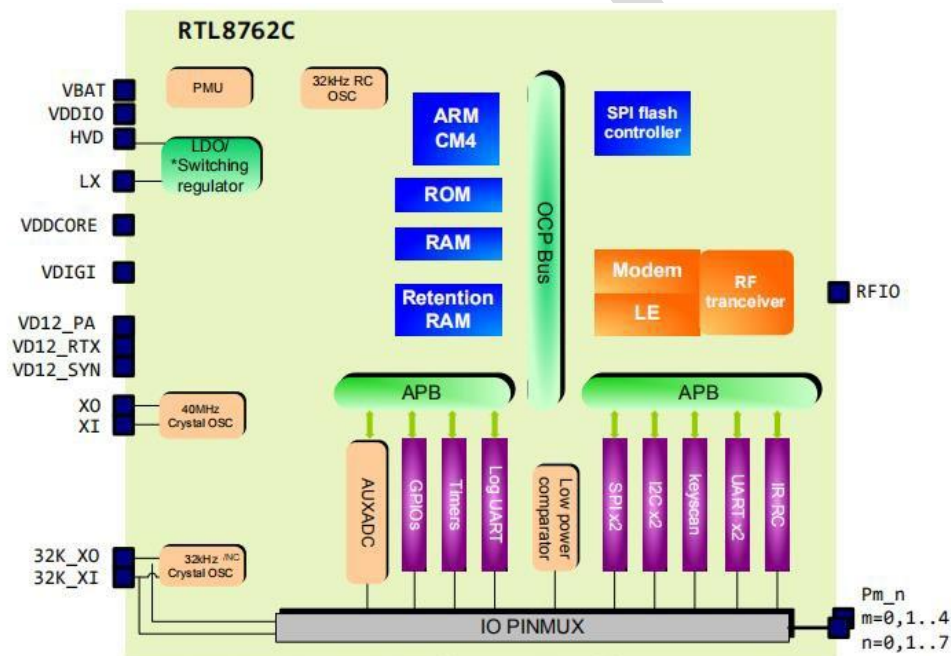 RTL8762C
VBAT
VDDIO
HVD
LX
VDDCORE
VDIGI
VD12_PA
VD12_RTX
VD12_SYN
XO
XI
32K_XO
32K_XI
PMU
32kHz RC
OSC
LDO/
*Switching
regulator
ARM
CM4
ROM
RAM
Retention
RAM
OCP Bus
SPI flash
controller
Modem
LE
RF
tranceiver
RFIO
40MHz
Crystal OSC
32kHz /NC
Crystal OSC
APB
AUXADC
GPIOs
Timers
Log UART
Low power
comparator
APB
SPI x2
I2C x2
keyscan
UART x2
IR RC
IO PINMUX
Pm_n
m=0,1..4
n=0,1..7